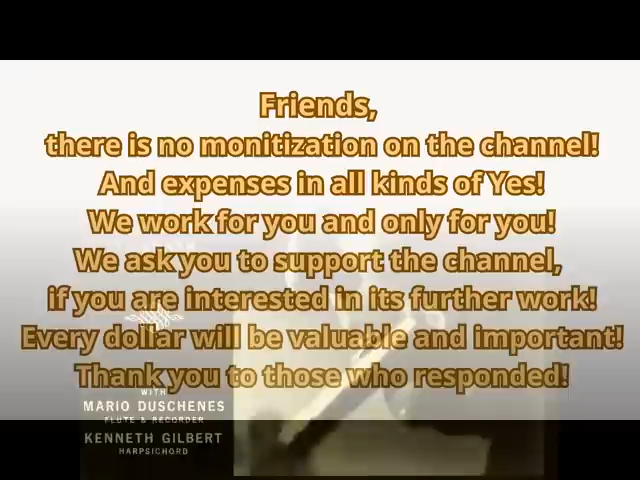 Friends,
there is no monitization on the channel!
And expenses in all kinds of Yes!
We work for you and only for you!
We ask you to support the channel,
if you are interested in its further work!
Every dollar will be valuable and important!
Thank you to those who responded!
WITH
MARIO DUSCHENES
FLUTE & RECORDER
KENNETH GILBERT
HARPSICHORD